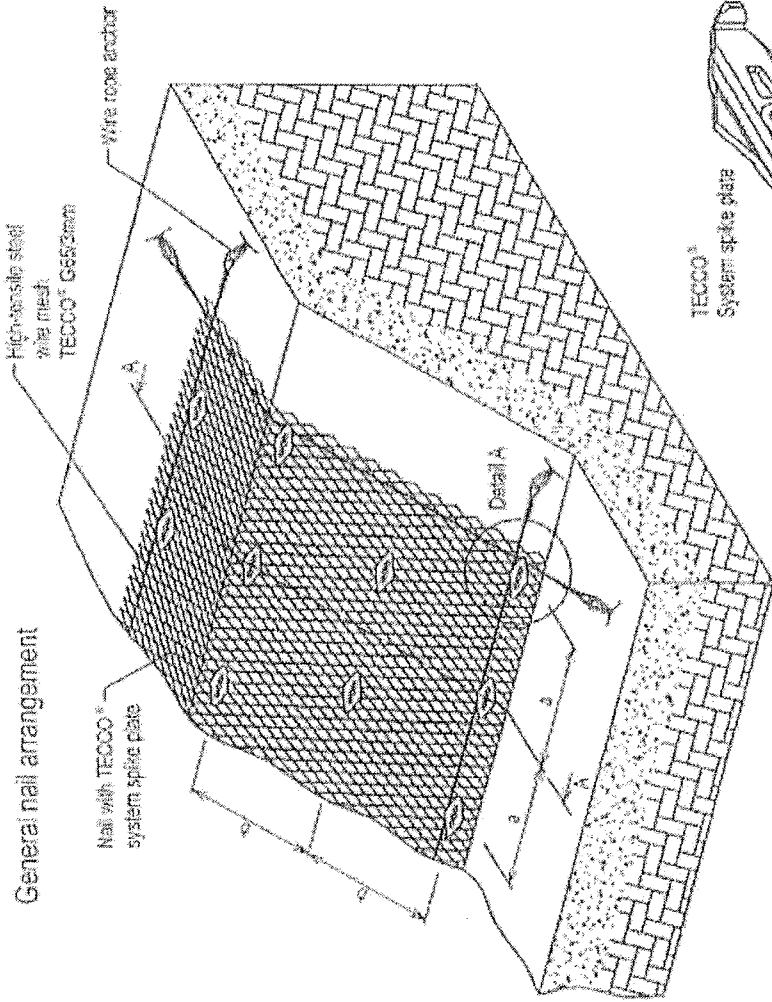 General nail arrangement
High-tensile steel
wire mesh
TECCO® G65/3mm
Wire rope anchor
Nail with TECCO®
system spike plate
A
Detail A
a
a
A
TECCO®
System spike plate